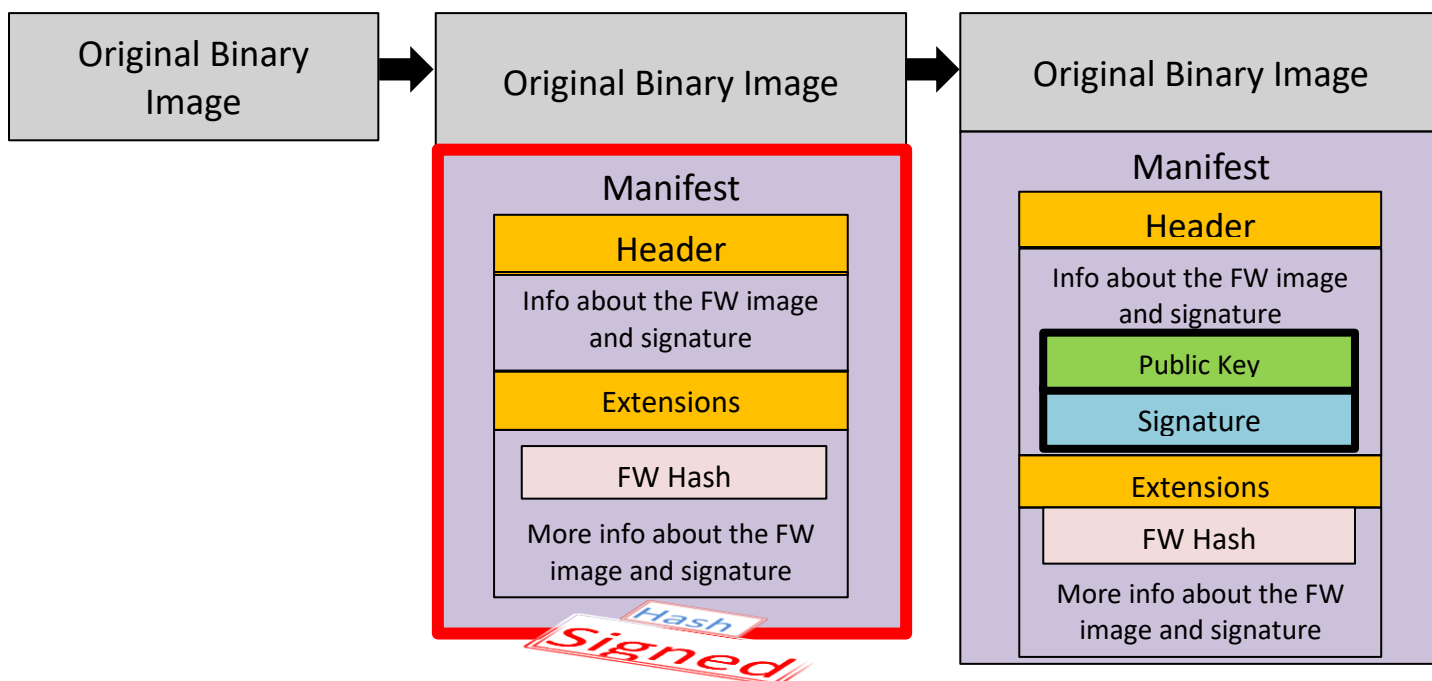 Original Binary
Image
Original Binary Image
Manifest
Header
Info about the FW image
and signature
Extensions
FW Hash
More info about the FW
image and signature
Hash
Signed
Original Binary Image
Manifest
Header
Info about the FW image
and signature
Public Key
Signature
Extensions
FW Hash
More info about the FW
image and signature